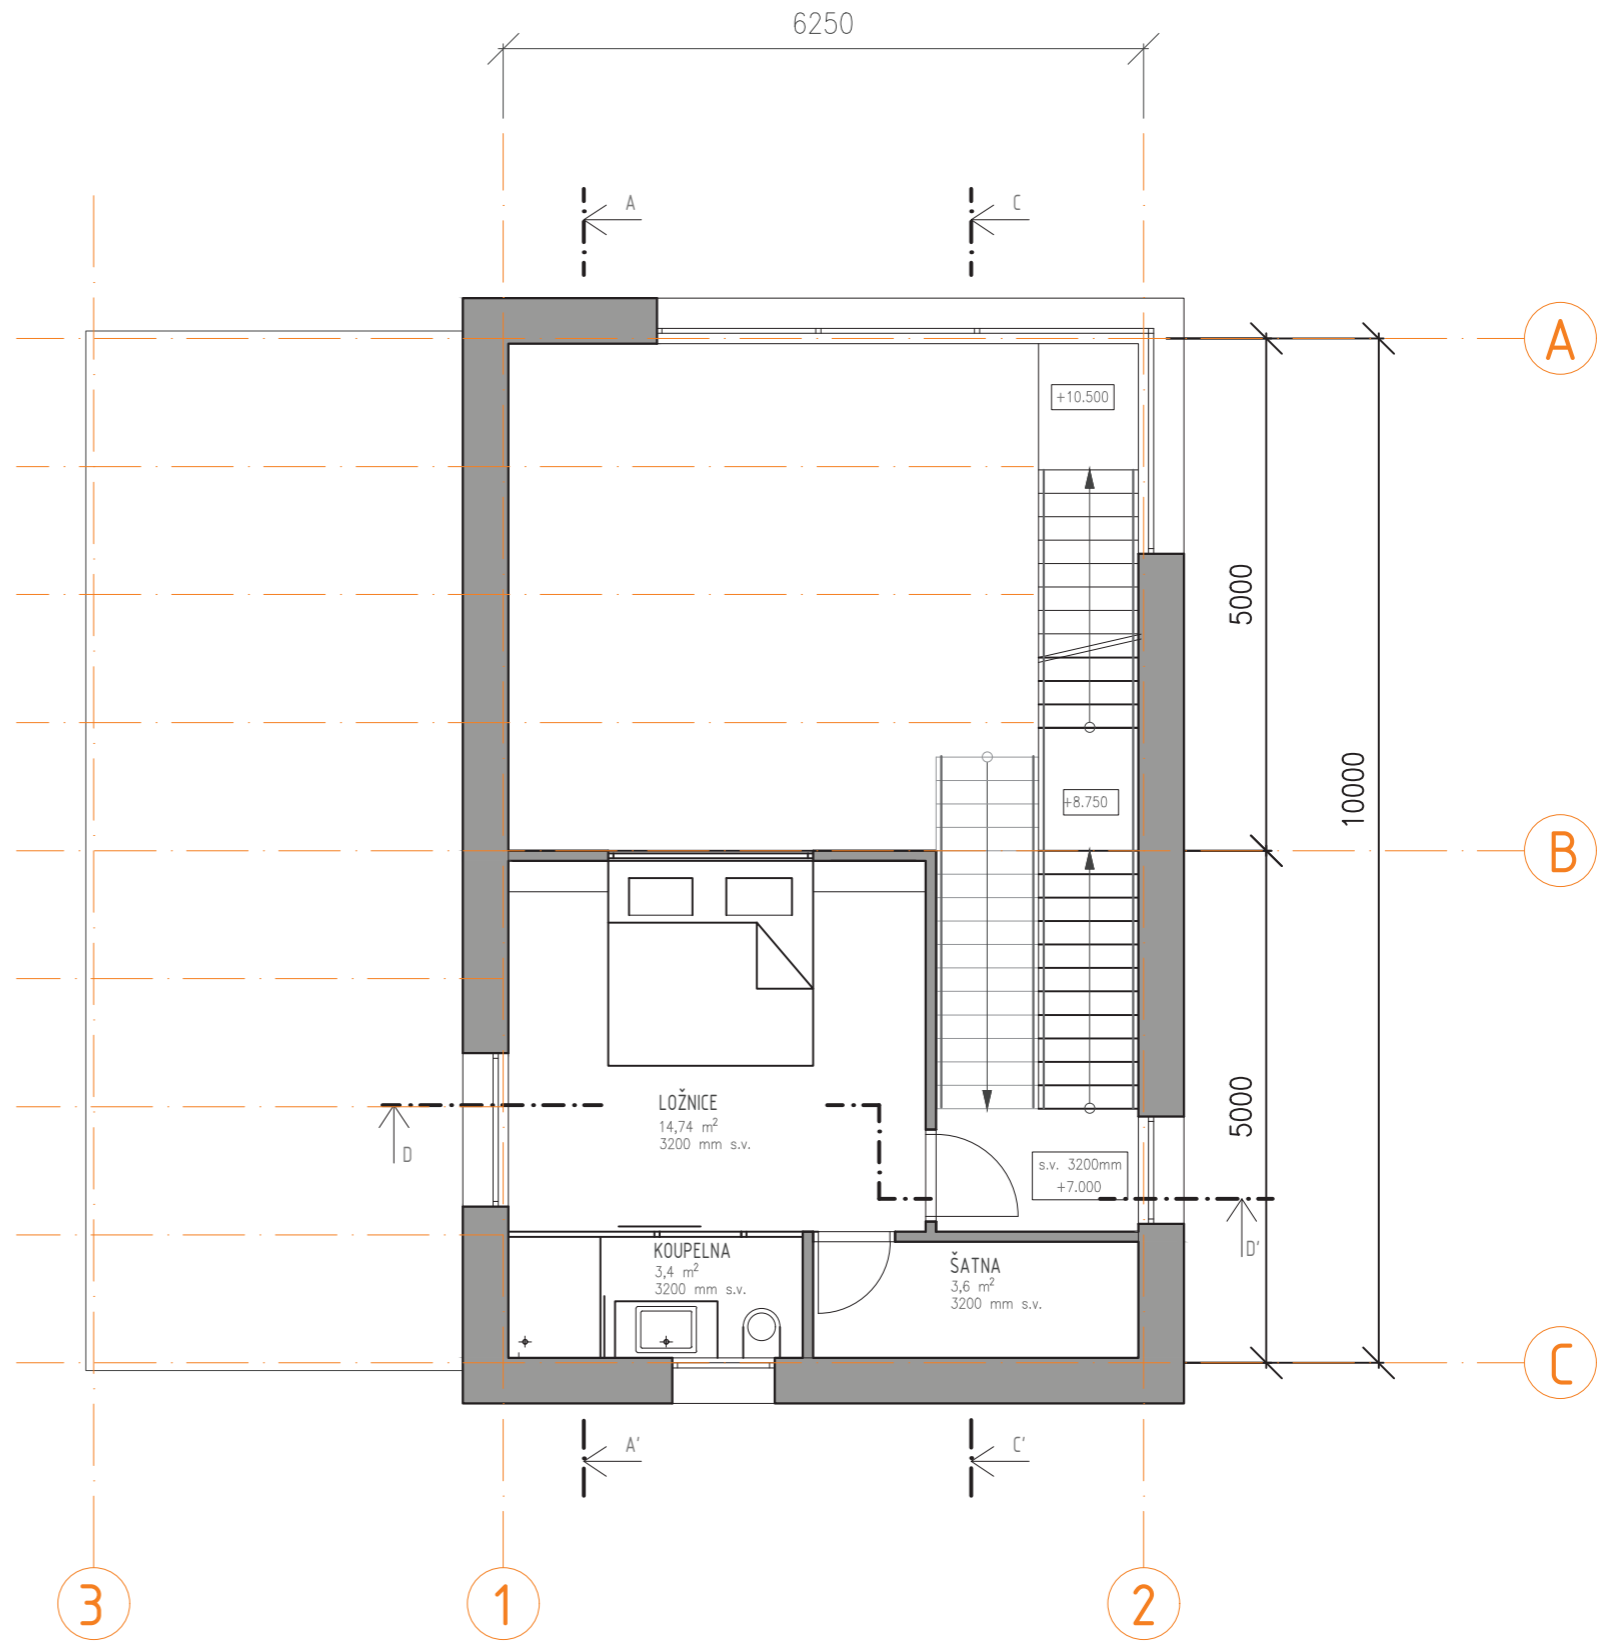 6250
A
C
A
+10.500
5000
10000
+8.750
B
LOŽNICE
14,74 m²
3200 mm s.v.
5000
D
s.v. 3200mm
+7.000
D'
KOUPELNA
3,4 m²
3200 mm s.v.
ŠATNA
3,6 m²
3200 mm s.v.
C
A'
C'
3
1
2